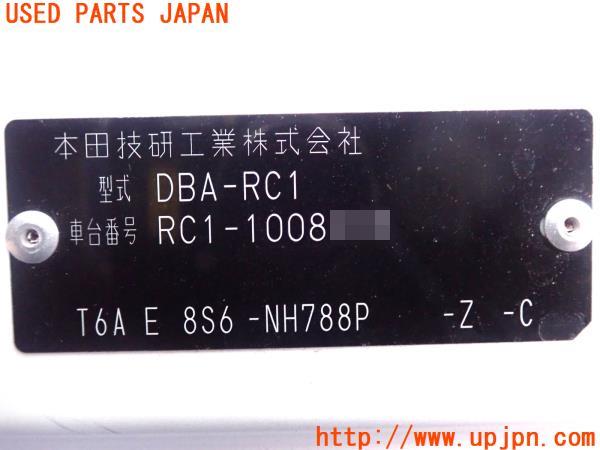 USED PARTS JAPAN
本田技研工業株式会社
型式 DBA-RC1
車台番号 RC1-1008
T6A E 8S6 -NH788P -Z -C
http://www.upjpn.com